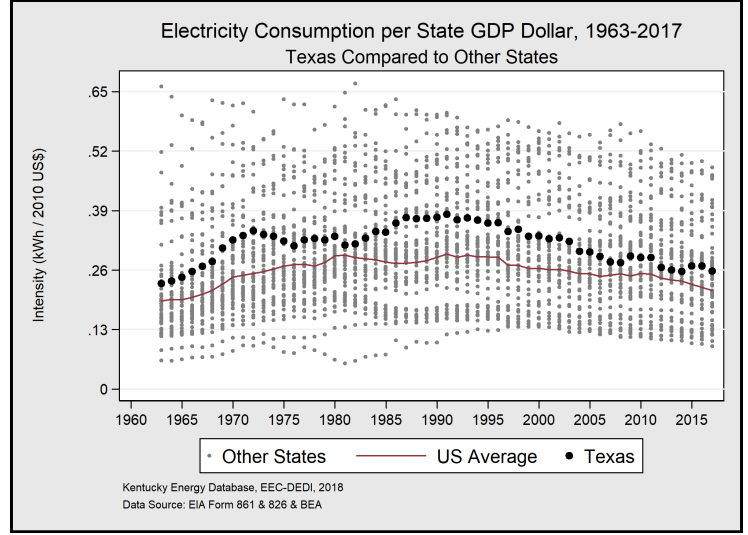 Electricity Consumption per State GDP Dollar, 1963-2017
Texas Compared to Other States
Intensity (kWh / 2010 US$)
.65
.52
.39
.26
.13
0
1960 1965 1970 1975 1980 1985 1990 1995 2000 2005 2010 2015
Other States US Average Texas
Kentucky Energy Database, EEC-DEDI, 2018
Data Source: EIA Form 861 & 826 & BEA